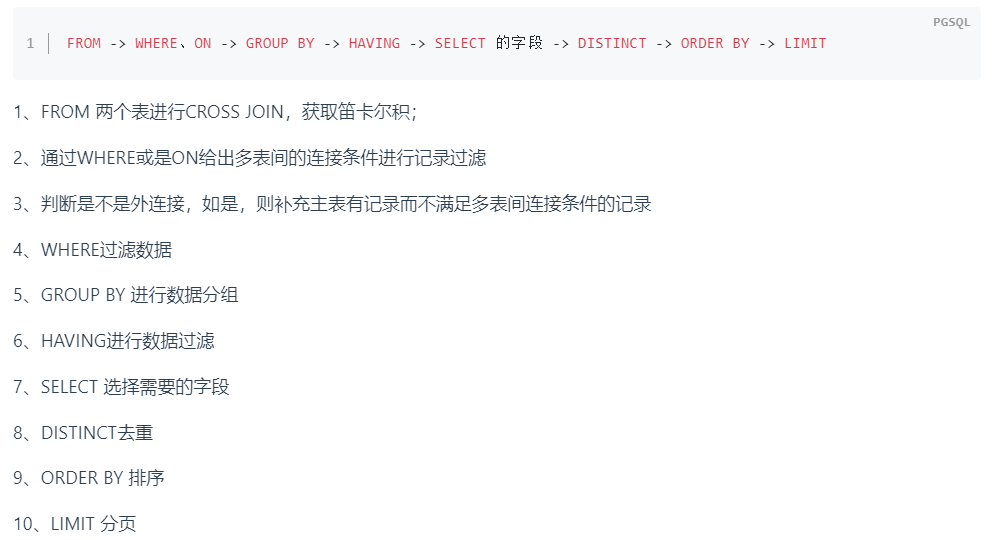 PGSQL
1 FROM -> WHERE、ON -> GROUP BY -> HAVING -> SELECT 的字段 -> DISTINCT -> ORDER BY -> LIMIT
1、FROM 两个表进行CROSS JOIN，获取笛卡尔积；
2、通过WHERE或是ON给出多表间的连接条件进行记录过滤
3、判断是不是外连接，如是，则补充主表有记录而不满足多表间连接条件的记录
4、WHERE过滤数据
5、GROUP BY 进行数据分组
6、HAVING进行数据过滤
7、SELECT 选择需要的字段
8、DISTINCT去重
9、ORDER BY 排序
10、LIMIT 分页